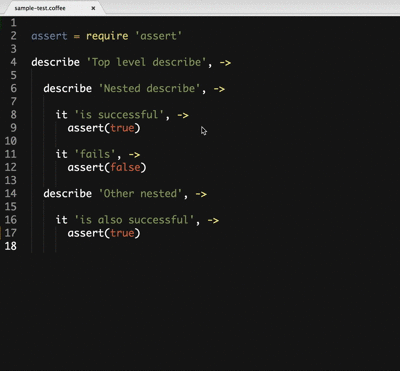 sample-test.coffee x
1
2 assert = require 'assert'
3
4 describe 'Top level describe', ->
5
6 describe 'Nested describe', ->
7
8 it 'is successful', ->
9 assert(true)
10
11 it 'fails', ->
12 assert(false)
13
14 describe 'Other nested', ->
15
16 it 'is also successful', ->
17 assert(true)
18